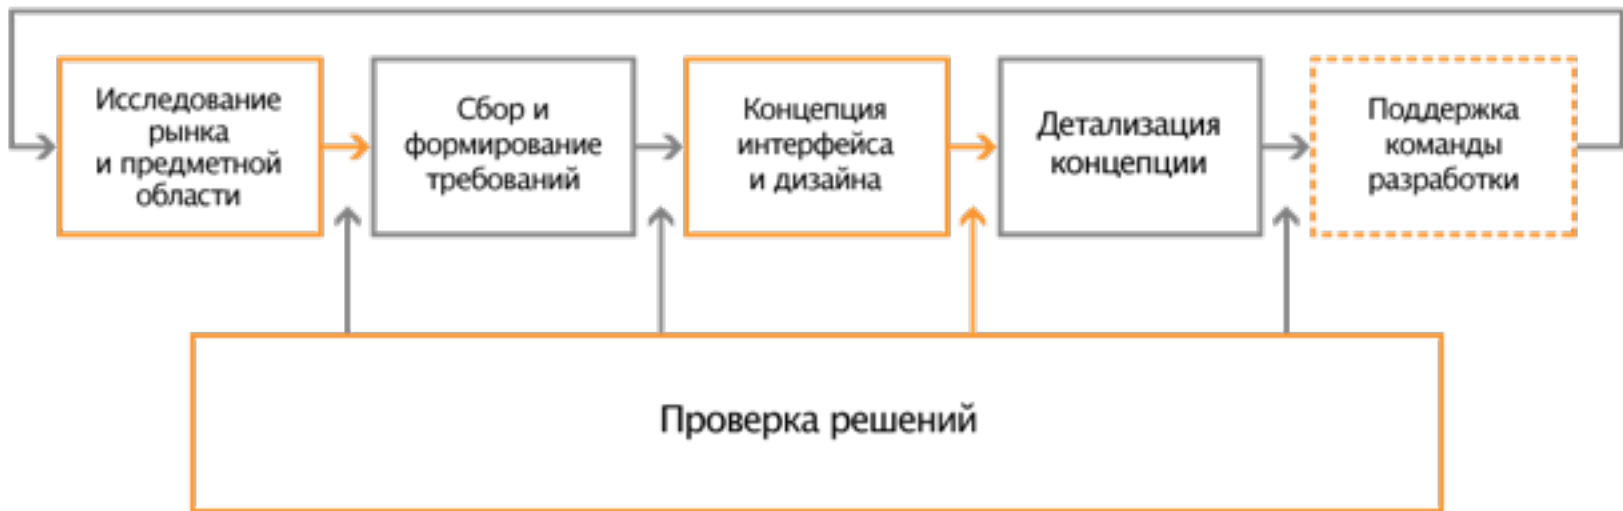 Исследование
рынка
и предметной
области
Сбор и
формирование
требований
Концепция
интерфейса
и дизайна
Детализация
концепции
Поддержка
команды
разработки
Проверка решений